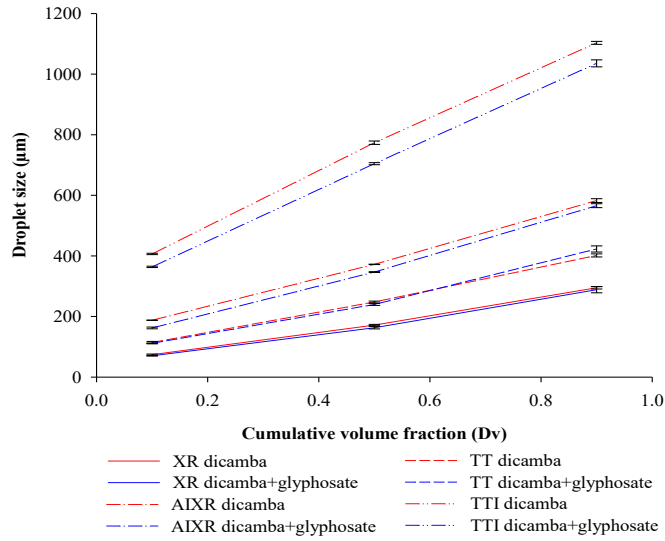 1200
1000
800
600
400
200
0
Droplet size (µm)
0.0 0.2 0.4 0.6 0.8 1.0
Cumulative volume fraction (Dv)
XR dicamba TT dicamba
XR dicamba+glyphosate TT dicamba+glyphosate
AIXR dicamba TTI dicamba
AIXR dicamba+glyphosate TTI dicamba+glyphosate